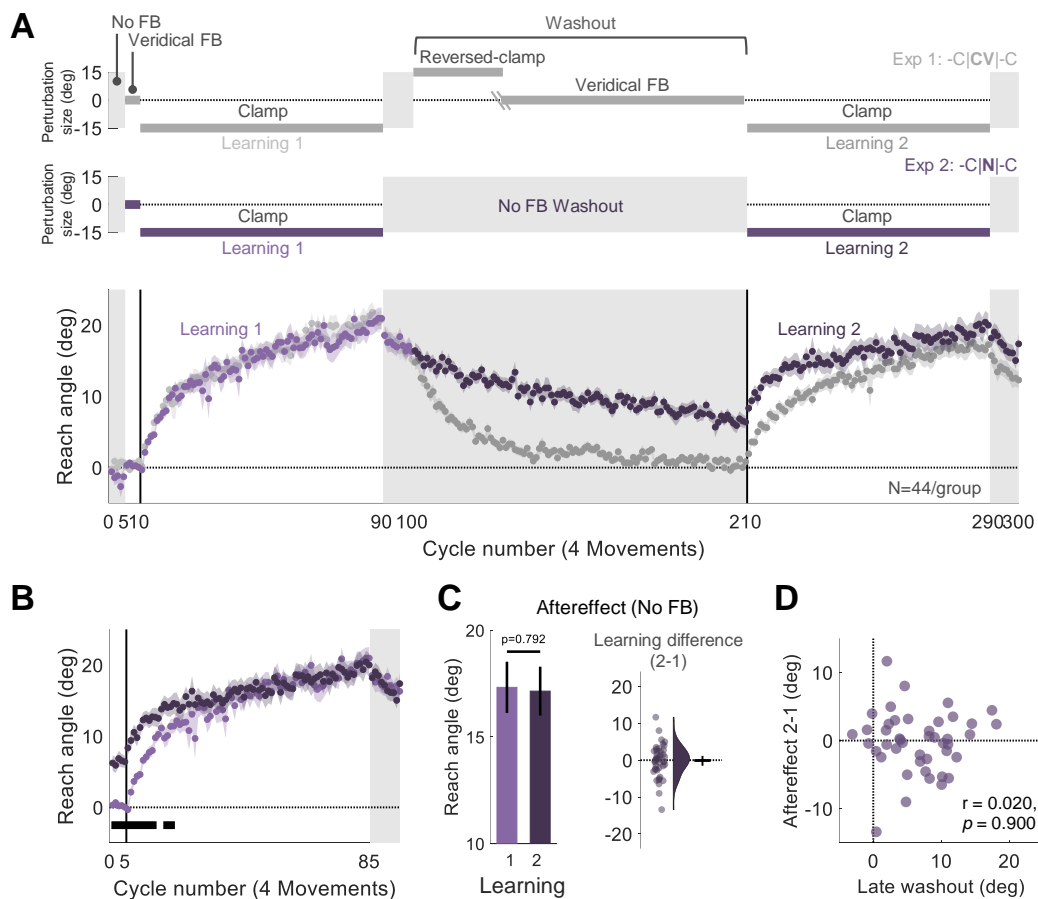 A
No FB
Veridical FB
Washout
Reversed-clamp
Exp 1: -C|CV|-C
Perturbation
size (deg)
15
0
-15
Veridical FB
Clamp
Clamp
Learning 1
Learning 2
Exp 2: -C|N|-C
Perturbation
size (deg)
15
0
-15
No FB Washout
Clamp
Clamp
Learning 1
Learning 2
Reach angle (deg)
20
10
0
Learning 1
Learning 2
N=44/group
0 5 10 90 100 210 290 300
Cycle number (4 Movements)
B
Reach angle (deg)
20
10
0
0 5 85
Cycle number (4 Movements)
C
Aftereffect (No FB)
Reach angle (deg)
20
15
10
p=0.792
1 2
Learning
Learning difference
(2-1)
20
10
0
-10
-20
D
Aftereffect 2-1 (deg)
10
0
-10
r = 0.020,
p = 0.900
0 10 20
Late washout (deg)